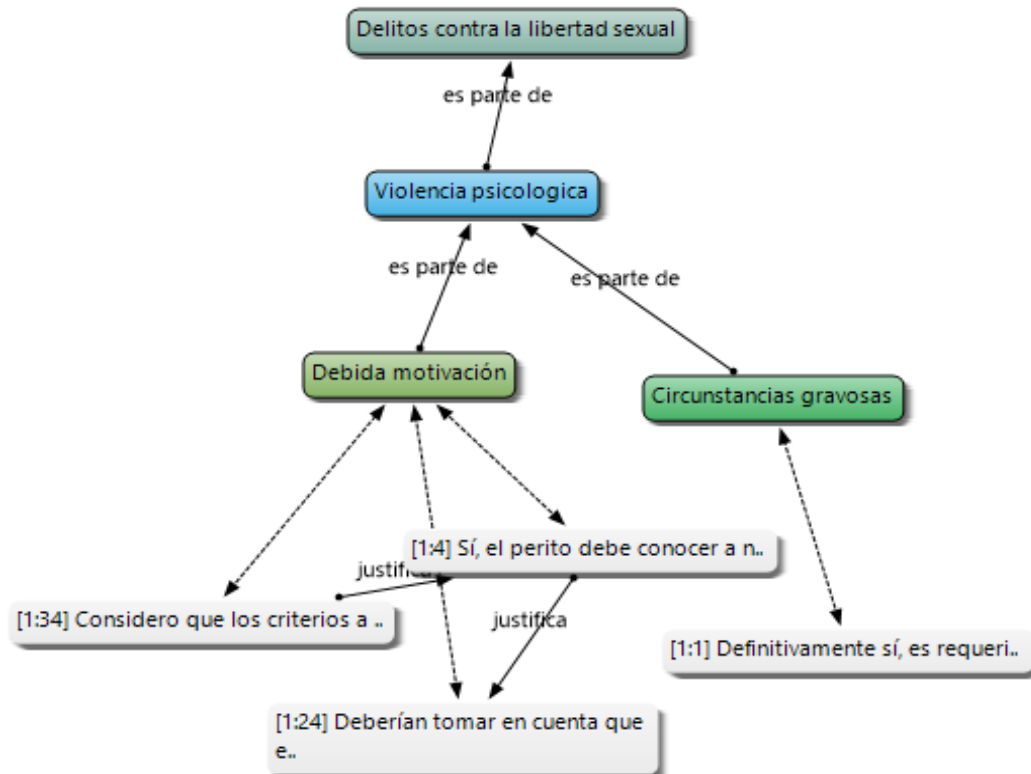 Delitos contra la libertad sexual
es parte de
Violencia psicologica
es parte de
es parte de
Debida motivación
Circunstancias gravosas
[1:4] Sí, el perito debe conocer a n..
justifica
[1:34] Considero que los criterios a ..
justifica
[1:1] Definitivamente sí, es requeri..
[1:24] Deberían tomar en cuenta que
e..